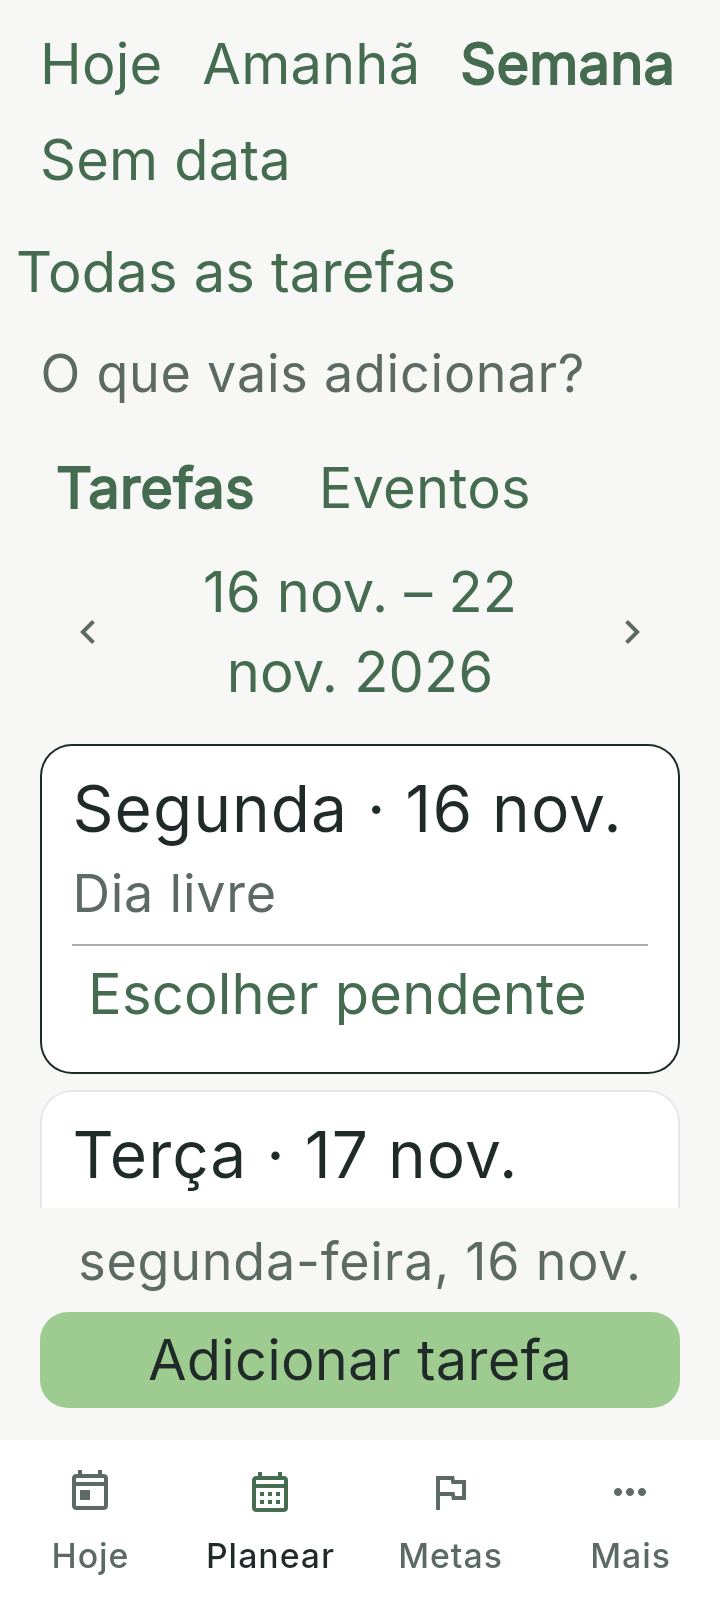 Hoje Amanhã Semana
Sem data
Todas as tarefas
O que vais adicionar?
Tarefas Eventos
16 nov. – 22
nov. 2026
Segunda · 16 nov.
Dia livre
Escolher pendente
Terça · 17 nov.
segunda-feira, 16 nov.
Adicionar tarefa
Hoje Planear Metas Mais